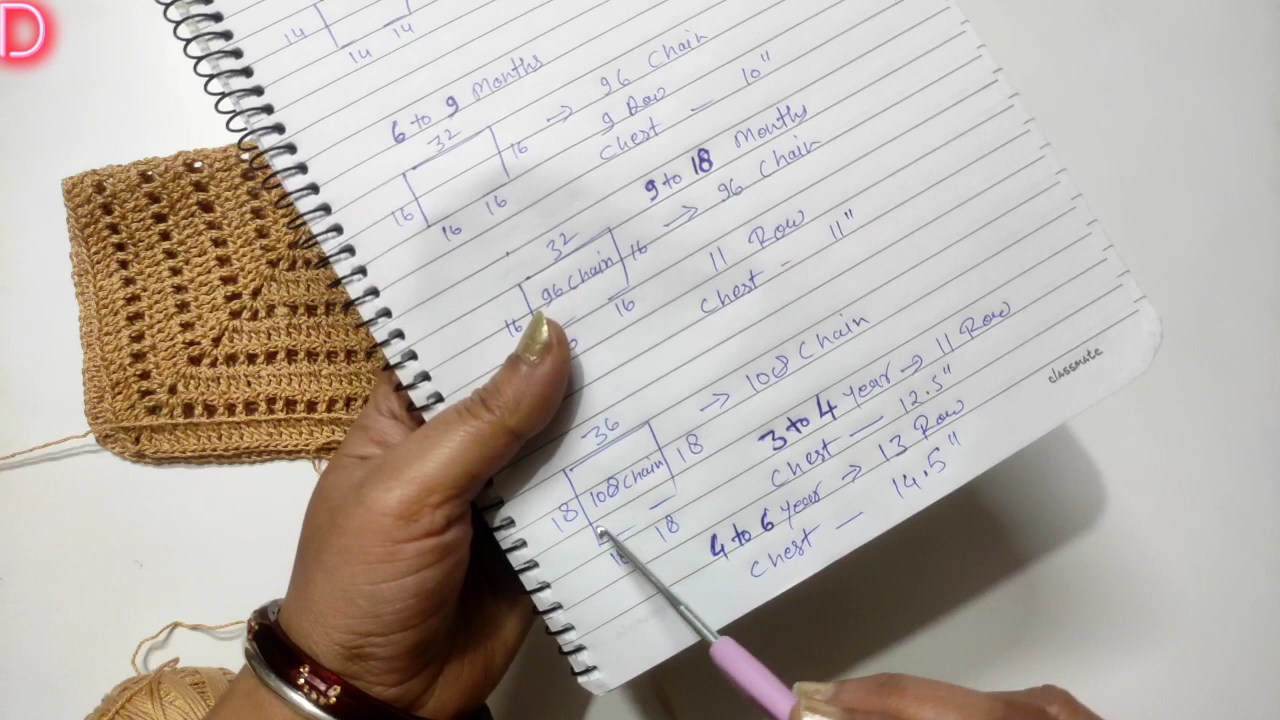 D
14
14 14
6 to 9 Months
32
16 → 96 Chain
9 Row
Chest — 10"
16
16 16
9 to 18 Months
32
16 → 96 Chain
96 Chain
11 Row
Chest - 11"
16
16
36
18 → 108 Chain
108 Chain
3 to 4 year → 11 Row
Chest — 12.5"
18
18
4 to 6 year → 13 Row
Chest — 14.5"
classmate